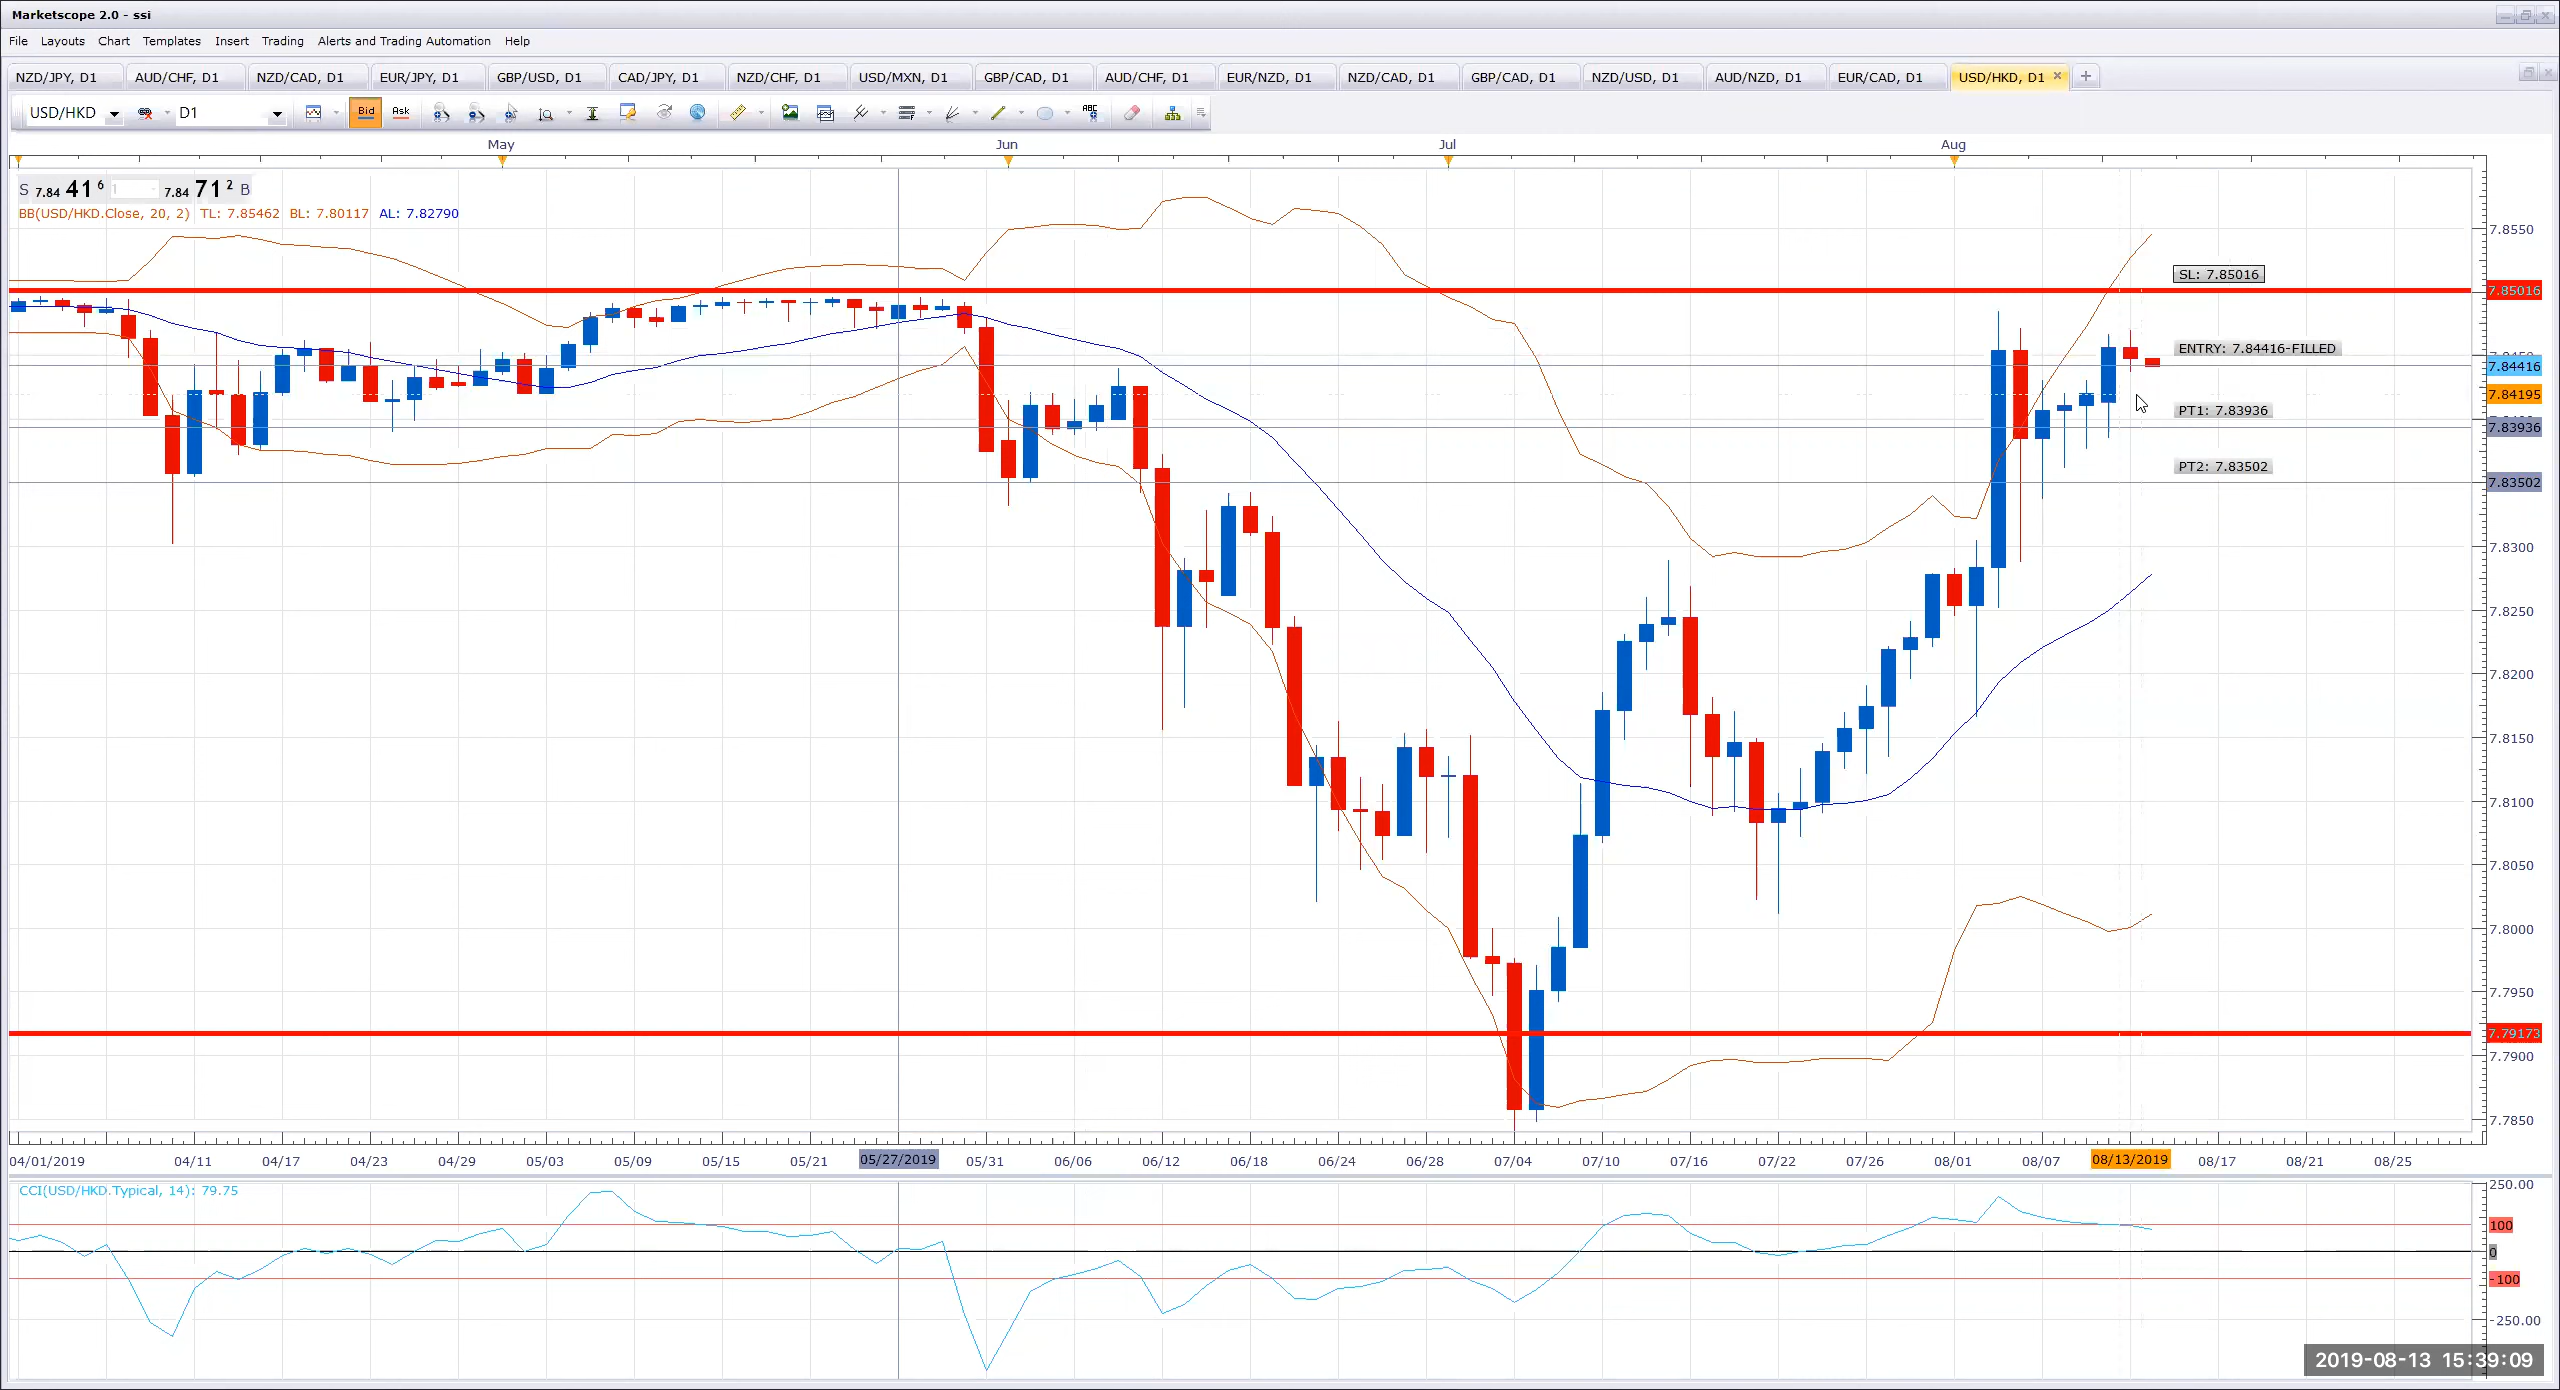 Marketscope 2.0 - ssi
File Layouts Chart Templates Insert Trading Alerts and Trading Automation Help
NZD/JPY, D1 AUD/CHF, D1 NZD/CAD, D1 EUR/JPY, D1 GBP/USD, D1 CAD/JPY, D1 NZD/CHF, D1 USD/MXN, D1 GBP/CAD, D1 AUD/CHF, D1 EUR/NZD, D1 NZD/CAD, D1 GBP/CAD, D1 NZD/USD, D1 AUD/NZD, D1 EUR/CAD, D1 USD/HKD, D1
USD/HKD D1 Bid Ask ABC
May Jun Jul Aug
S 7.84 41 6 1 7.84 71 2 B
BB(USD/HKD.Close, 20, 2) TL: 7.85462 BL: 7.80117 AL: 7.82790
7.8550
SL: 7.85016
7.85016
ENTRY: 7.84416-FILLED
7.84416
7.84195
PT1: 7.83936
7.83936
PT2: 7.83502
7.83502
7.8300
7.8250
7.8200
7.8150
7.8100
7.8050
7.8000
7.7950
7.79173
7.7900
7.7850
04/01/2019 04/11 04/17 04/23 04/29 05/03 05/09 05/15 05/21 05/27/2019 05/31 06/06 06/12 06/18 06/24 06/28 07/04 07/10 07/16 07/22 07/26 08/01 08/07 08/13/2019 08/17 08/21 08/25
CCI(USD/HKD.Typical, 14): 79.75
250.00
100
0
-100
-250.00
2019-08-13 15:39:09